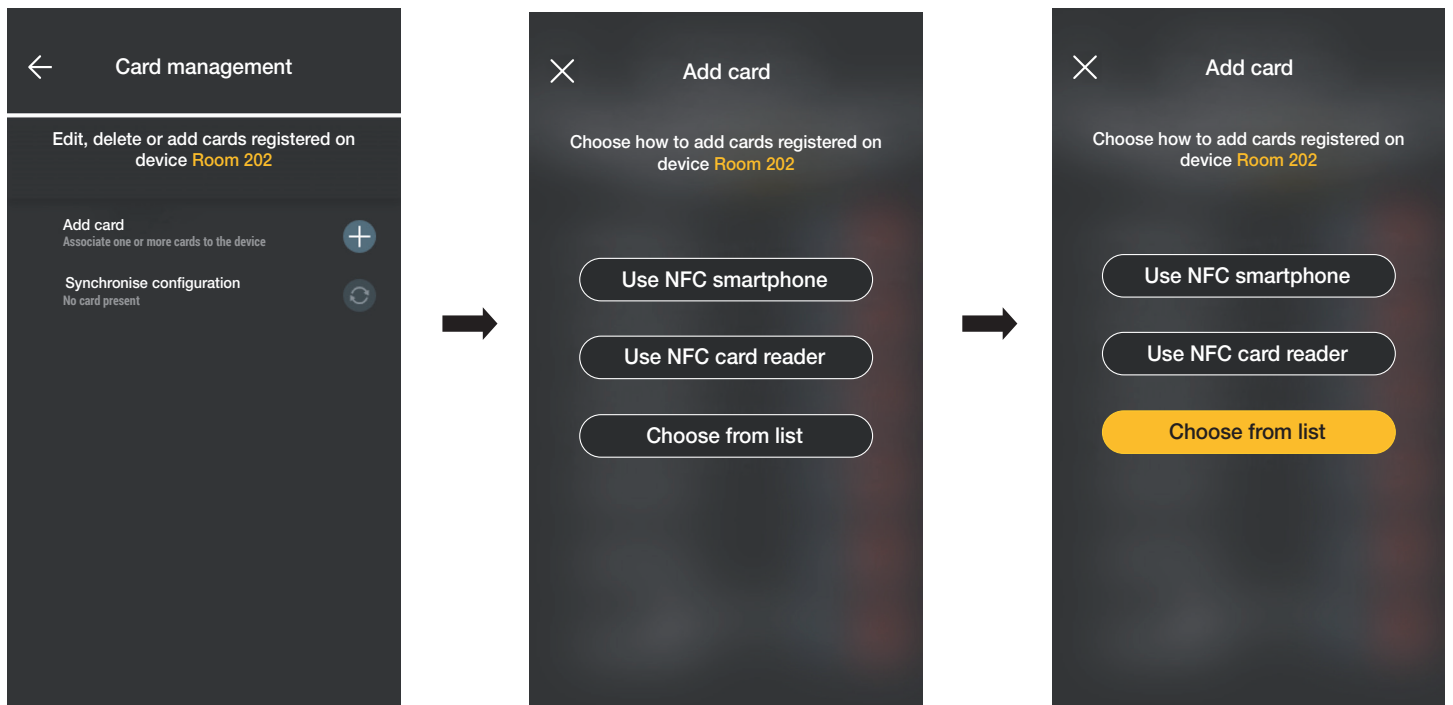 Card management
Edit, delete or add cards registered on
device Room 202
Add card
Associate one or more cards to the device
Synchronise configuration
No card present
Add card
Choose how to add cards registered on
device Room 202
Use NFC smartphone
Use NFC card reader
Choose from list
Add card
Choose how to add cards registered on
device Room 202
Use NFC smartphone
Use NFC card reader
Choose from list